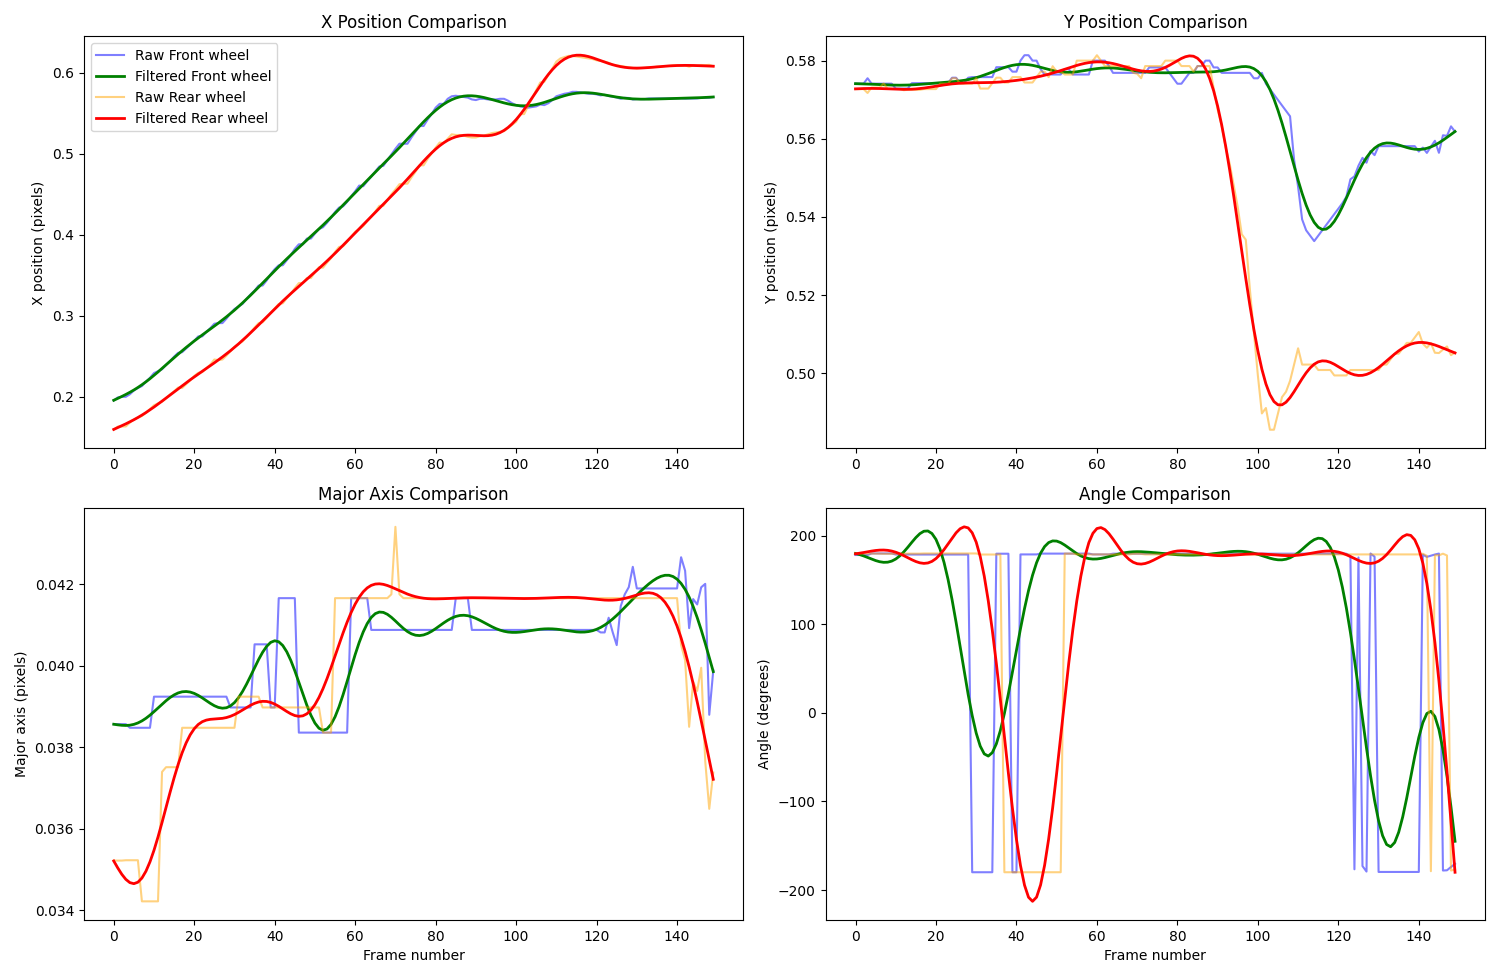 X Position Comparison
Raw Front wheel
Filtered Front wheel
Raw Rear wheel
Filtered Rear wheel
X position (pixels)
0.6
0.5
0.4
0.3
0.2
0 20 40 60 80 100 120 140
Y Position Comparison
Y position (pixels)
0.58
0.56
0.54
0.52
0.50
0 20 40 60 80 100 120 140
Major Axis Comparison
Major axis (pixels)
0.042
0.040
0.038
0.036
0.034
0 20 40 60 80 100 120 140
Frame number
Angle Comparison
Angle (degrees)
200
100
0
−100
−200
0 20 40 60 80 100 120 140
Frame number